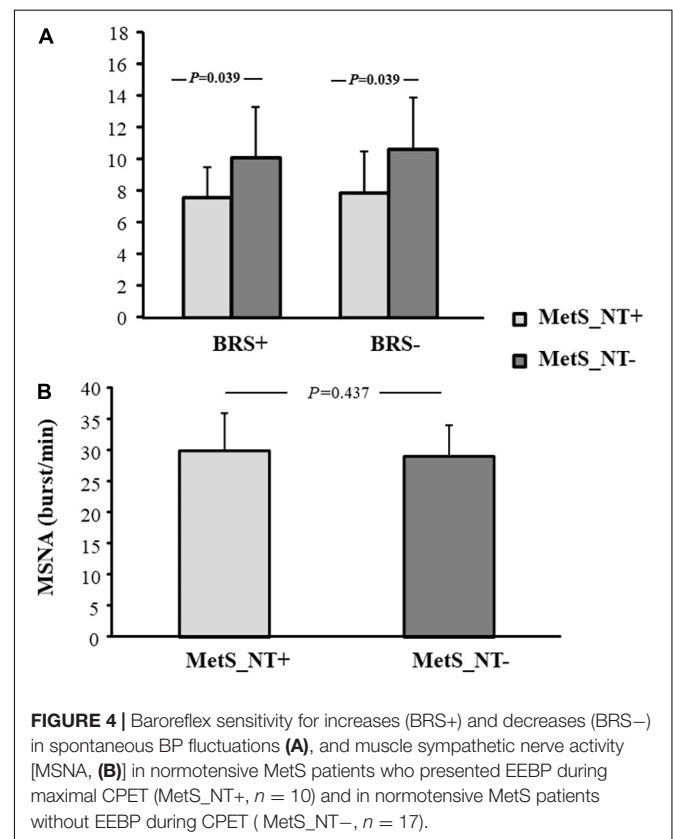 A
18
16
14
12
10
8
6
4
2
0
P=0.039 P=0.039
BRS+ BRS-
MetS_NT+
MetS_NT-
B
MSNA (burst/min)
40
35
30
25
20
15
10
5
0
P=0.437
MetS_NT+ MetS_NT-
FIGURE 4 | Baroreflex sensitivity for increases (BRS+) and decreases (BRS−)
in spontaneous BP fluctuations (A), and muscle sympathetic nerve activity
[MSNA, (B)] in normotensive MetS patients who presented EEBP during
maximal CPET (MetS_NT+, n = 10) and in normotensive MetS patients
without EEBP during CPET ( MetS_NT−, n = 17).